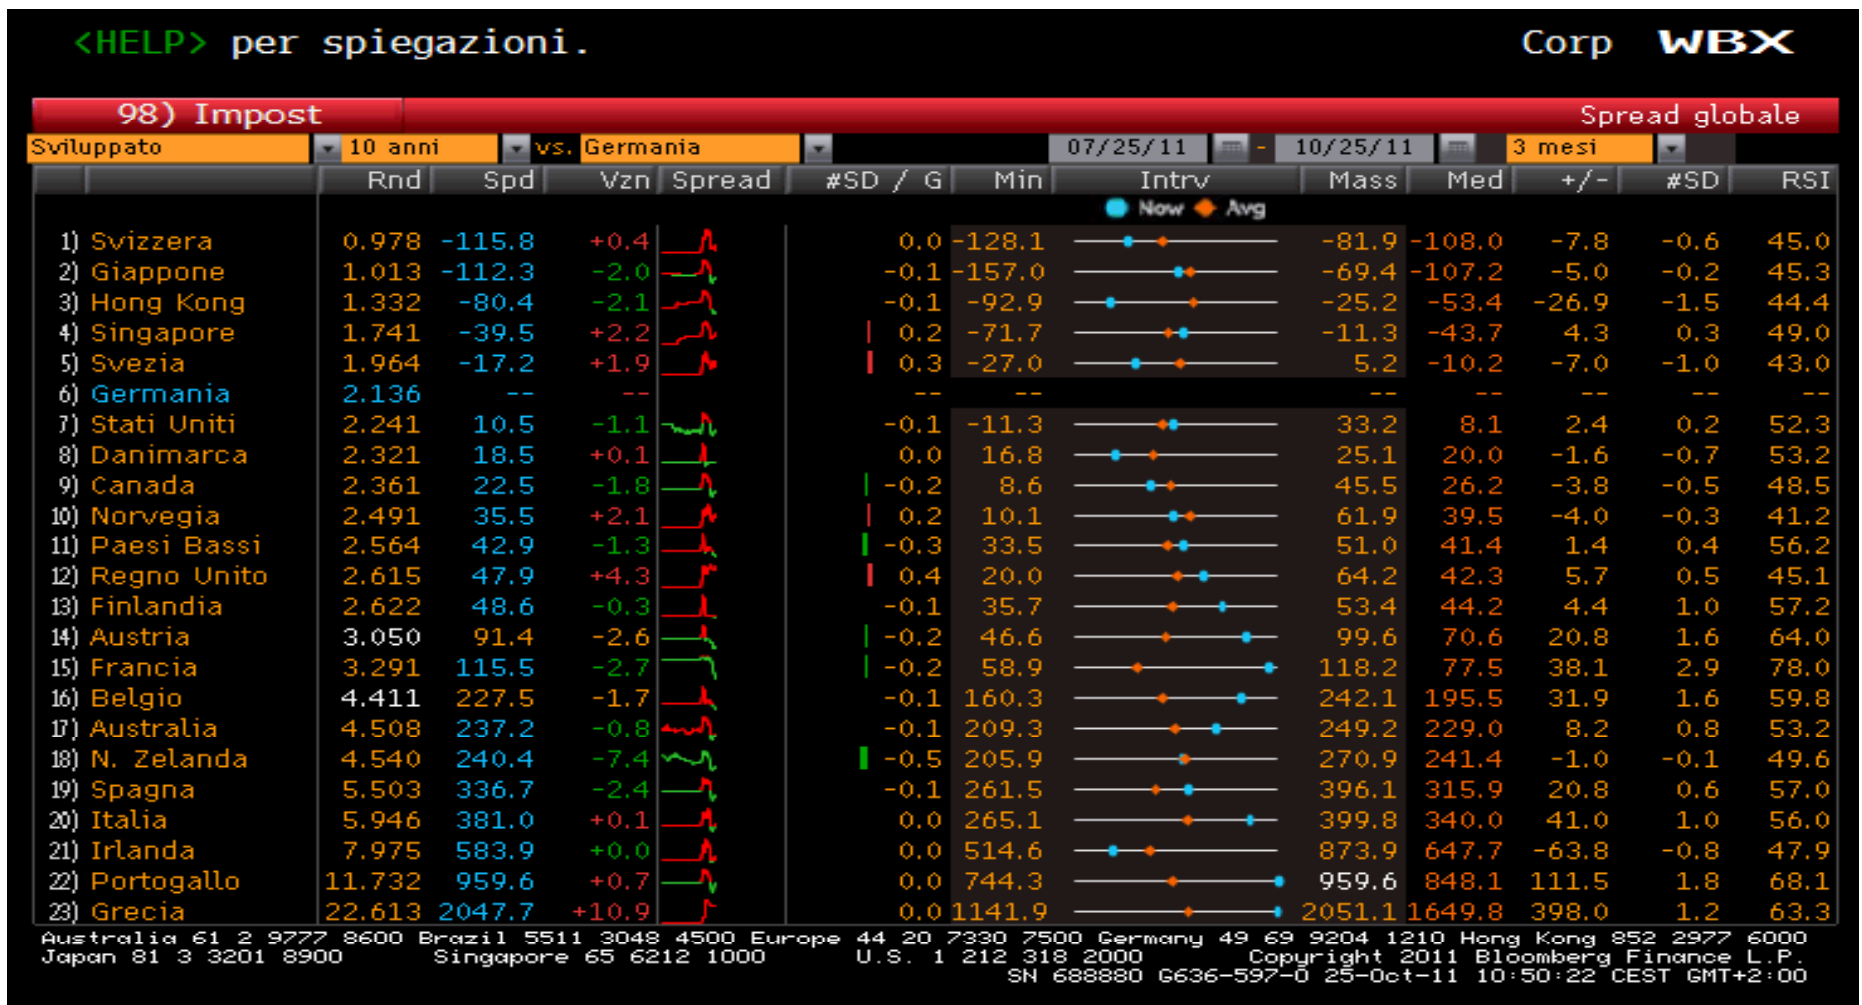 <HELP> per spiegazioni. Corp WBX
98) Impost Spread globale
Sviluppato 10 anni vs. Germania 07/25/11 - 10/25/11 3 mesi
Rnd Spd Vzn Spread #SD / G Min Intrv Mass Med +/- #SD RSI
Now Avg
1) Svizzera 0.978 -115.8 +0.4 0.0 -128.1 -81.9 -108.0 -7.8 -0.6 45.0
2) Giappone 1.013 -112.3 -2.0 -0.1 -157.0 -69.4 -107.2 -5.0 -0.2 45.3
3) Hong Kong 1.332 -80.4 -2.1 -0.1 -92.9 -25.2 -53.4 -26.9 -1.5 44.4
4) Singapore 1.741 -39.5 +2.2 0.2 -71.7 -11.3 -43.7 4.3 0.3 49.0
5) Svezia 1.964 -17.2 +1.9 0.3 -27.0 5.2 -10.2 -7.0 -1.0 43.0
6) Germania 2.136 -- -- -- -- -- -- -- -- --
7) Stati Uniti 2.241 10.5 -1.1 -0.1 -11.3 33.2 8.1 2.4 0.2 52.3
8) Danimarca 2.321 18.5 +0.1 0.0 16.8 25.1 20.0 -1.6 -0.7 53.2
9) Canada 2.361 22.5 -1.8 -0.2 8.6 45.5 26.2 -3.8 -0.5 48.5
10) Norvegia 2.491 35.5 +2.1 0.2 10.1 61.9 39.5 -4.0 -0.3 41.2
11) Paesi Bassi 2.564 42.9 -1.3 -0.3 33.5 51.0 41.4 1.4 0.4 56.2
12) Regno Unito 2.615 47.9 +4.3 0.4 20.0 64.2 42.3 5.7 0.5 45.1
13) Finlandia 2.622 48.6 -0.3 -0.1 35.7 53.4 44.2 4.4 1.0 57.2
14) Austria 3.050 91.4 -2.6 -0.2 46.6 99.6 70.6 20.8 1.6 64.0
15) Francia 3.291 115.5 -2.7 -0.2 58.9 118.2 77.5 38.1 2.9 78.0
16) Belgio 4.411 227.5 -1.7 -0.1 160.3 242.1 195.5 31.9 1.6 59.8
17) Australia 4.508 237.2 -0.8 -0.1 209.3 249.2 229.0 8.2 0.8 53.2
18) N. Zelanda 4.540 240.4 -7.4 -0.5 205.9 270.9 241.4 -1.0 -0.1 49.6
19) Spagna 5.503 336.7 -2.4 -0.1 261.5 396.1 315.9 20.8 0.6 57.0
20) Italia 5.946 381.0 +0.1 0.0 265.1 399.8 340.0 41.0 1.0 56.0
21) Irlanda 7.975 583.9 +0.0 0.0 514.6 873.9 647.7 -63.8 -0.8 47.9
22) Portogallo 11.732 959.6 +0.7 0.0 744.3 959.6 848.1 111.5 1.8 68.1
23) Grecia 22.613 2047.7 +10.9 0.0 1141.9 2051.1 1649.8 398.0 1.2 63.3
Australia 61 2 9777 8600 Brazil 5511 3048 4500 Europe 44 20 7330 7500 Germany 49 69 9204 1210 Hong Kong 852 2977 6000
Japan 81 3 3201 8900 Singapore 65 6212 1000 U.S. 1 212 318 2000 Copyright 2011 Bloomberg Finance L.P.
SN 688880 G636-597-0 25-Oct-11 10:50:22 CEST GMT+2:00